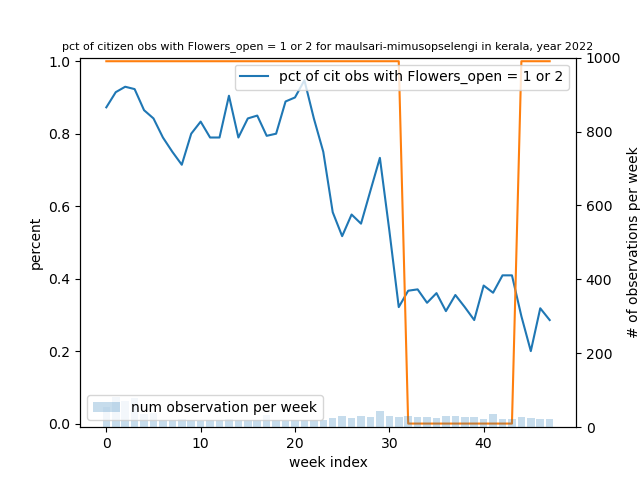 pct of citizen obs with Flowers_open = 1 or 2 for maulsari-mimusopselengi in kerala, year 2022
pct of cit obs with Flowers_open = 1 or 2
num observation per week
percent
1.0
0.8
0.6
0.4
0.2
0.0
1000
800
600
400
200
0
# of observations per week
0 10 20 30 40
week index